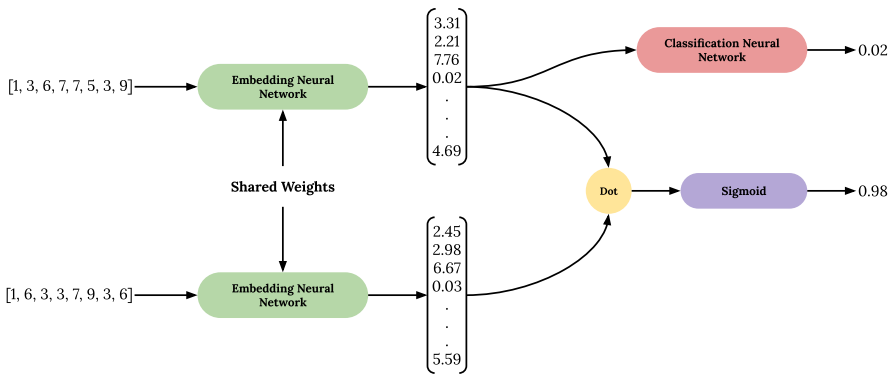 [1, 3, 6, 7, 7, 5, 3, 9]
Embedding Neural
Network
3.31
2.21
7.76
0.02
.
.
.
4.69
Classification Neural
Network
0.02
Shared Weights
Dot
Sigmoid
0.98
[1, 6, 3, 3, 7, 9, 3, 6]
Embedding Neural
Network
2.45
2.98
6.67
0.03
.
.
.
5.59